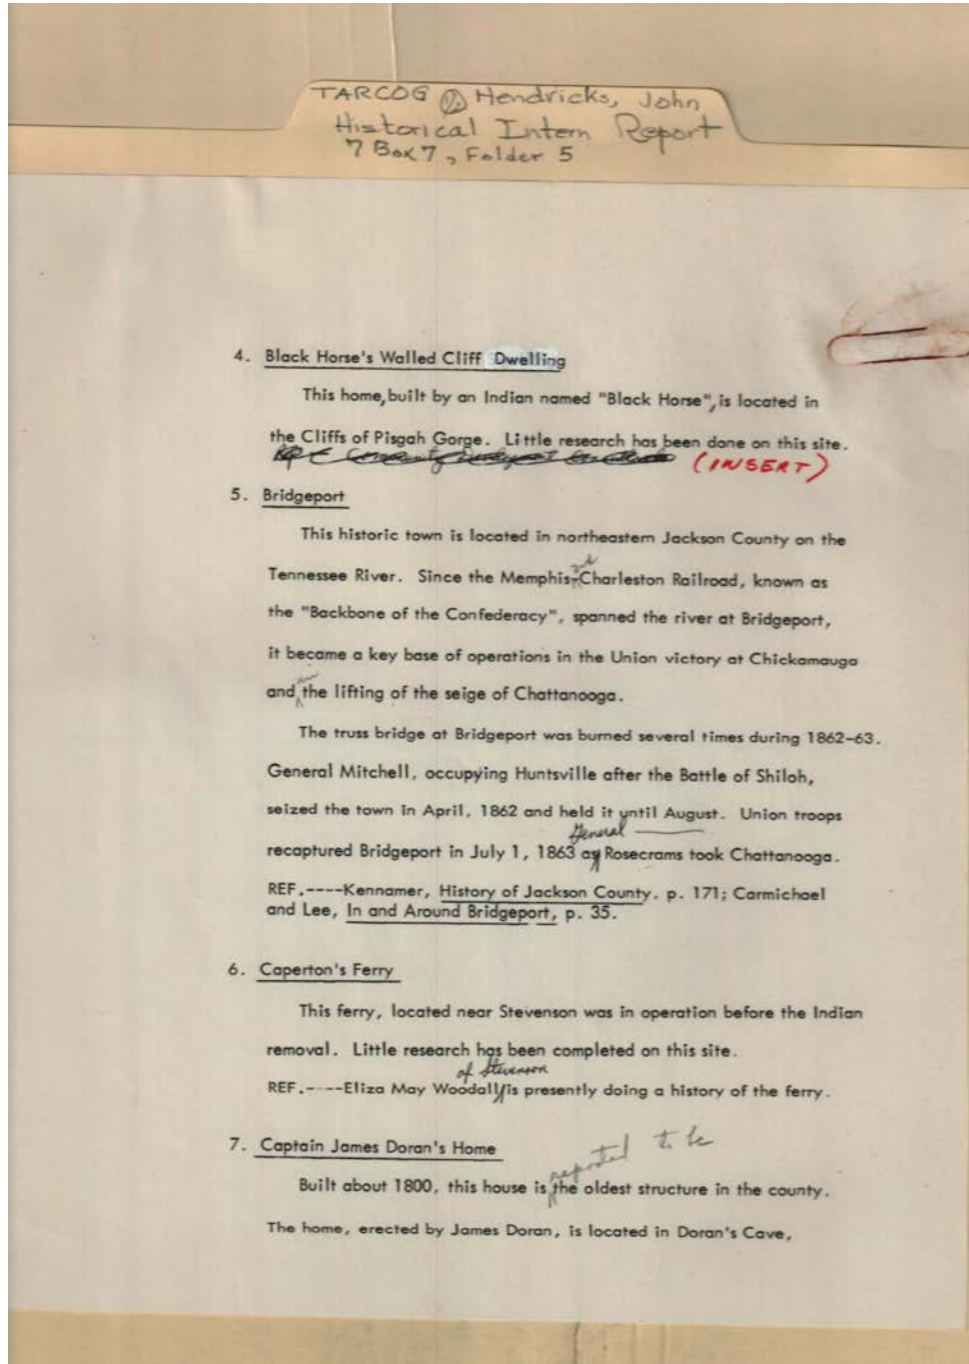 TARCOG Hendricks, John
Historical Intern Report
7 Box 7, Folder 5
4. Black Horse's Walled Cliff Dwelling
This home, built by an Indian named "Black Horse", is located in
the Cliffs of Pisgah Gorge. Little research has been done on this site.
(INSERT)
5. Bridgeport
This historic town is located in northeastern Jackson County on the
Tennessee River. Since the Memphis-Charleston Railroad, known as
the "Backbone of the Confederacy", spanned the river at Bridgeport,
it became a key base of operations in the Union victory at Chickamauga
and the lifting of the seige of Chattanooga.
The truss bridge at Bridgeport was burned several times during 1862-63.
General Mitchell, occupying Huntsville after the Battle of Shiloh,
seized the town in April, 1862 and held it until August. Union troops
General
recaptured Bridgeport in July 1, 1863 as Rosecrams took Chattanooga.
REF.----Kennamer, History of Jackson County. p. 171; Carmichael
and Lee, In and Around Bridgeport, p. 35.
6. Caperton's Ferry
This ferry, located near Stevenson was in operation before the Indian
removal. Little research has been completed on this site.
of Stevenson
REF.----Eliza May Woodall is presently doing a history of the ferry.
7. Captain James Doran's Home
reported to be
Built about 1800, this house is the oldest structure in the county.
The home, erected by James Doran, is located in Doran's Cave,